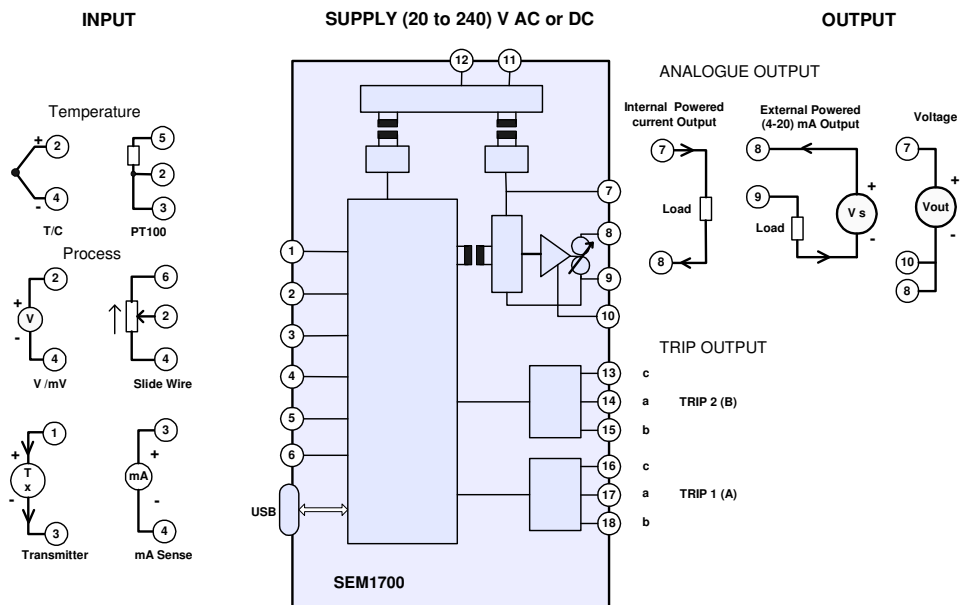 INPUT
SUPPLY (20 to 240) V AC or DC
OUTPUT
12
11
ANALOGUE OUTPUT
Temperature
Internal Powered
current Output
External Powered
(4-20) mA Output
Voltage
+
2
4
-
T/C
5
2
3
PT100
7
Load
8
8
9
Load
+
V s
-
7
+
Vout
-
10
8
Process
2
+
V
-
4
V /mV
6
2
4
Slide Wire
1
+
T
x
-
3
Transmitter
3
+
mA
-
4
mA Sense
1
2
3
4
5
6
USB
7
8
9
10
TRIP OUTPUT
13 c
14 a TRIP 2 (B)
15 b
16 c
17 a TRIP 1 (A)
18 b
SEM1700